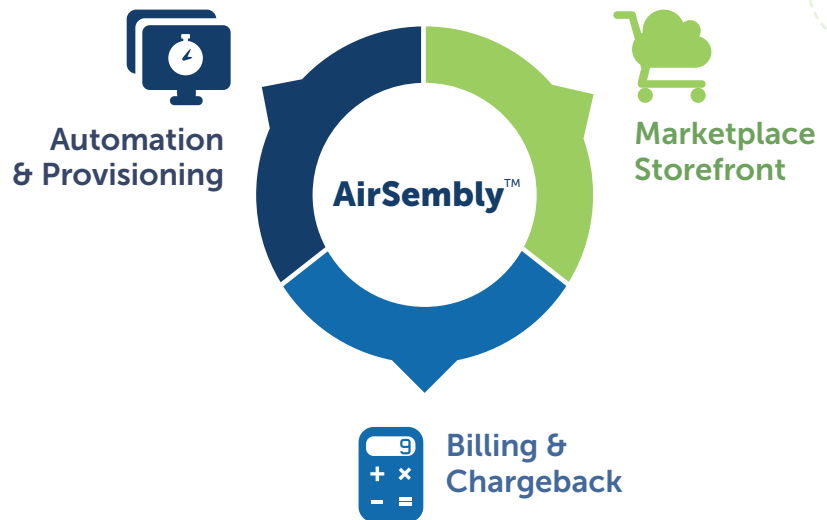 Automation
& Provisioning
Marketplace
Storefront
AirSembly™
9
+ ×
- =
Billing &
Chargeback